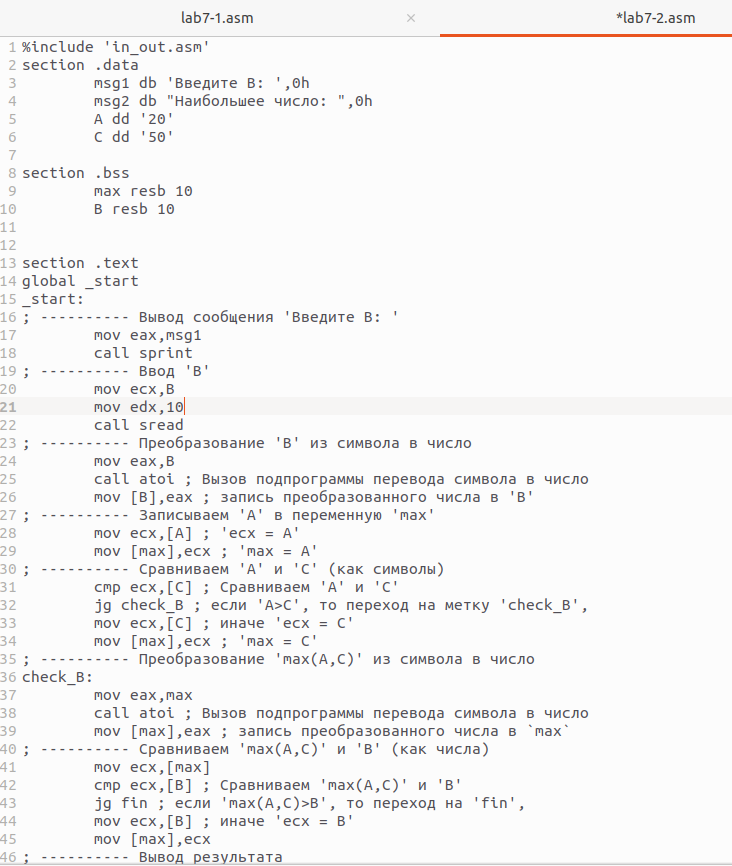 lab7-1.asm × *lab7-2.asm
1 %include 'in_out.asm'
2 section .data
3 msg1 db 'Введите B: ',0h
4 msg2 db "Наибольшее число: ",0h
5 A dd '20'
6 C dd '50'
7
8 section .bss
9 max resb 10
10 B resb 10
11
12
13 section .text
14 global _start
15 _start:
16 ; ---------- Вывод сообщения 'Введите B: '
17 mov eax,msg1
18 call sprint
19 ; ---------- Ввод 'B'
20 mov ecx,B
21 mov edx,10
22 call sread
23 ; ---------- Преобразование 'B' из символа в число
24 mov eax,B
25 call atoi ; Вызов подпрограммы перевода символа в число
26 mov [B],eax ; запись преобразованного числа в 'B'
27 ; ---------- Записываем 'A' в переменную 'max'
28 mov ecx,[A] ; 'ecx = A'
29 mov [max],ecx ; 'max = A'
30 ; ---------- Сравниваем 'A' и 'C' (как символы)
31 cmp ecx,[C] ; Сравниваем 'A' и 'C'
32 jg check_B ; если 'A>C', то переход на метку 'check_B',
33 mov ecx,[C] ; иначе 'ecx = C'
34 mov [max],ecx ; 'max = C'
35 ; ---------- Преобразование 'max(A,C)' из символа в число
36 check_B:
37 mov eax,max
38 call atoi ; Вызов подпрограммы перевода символа в число
39 mov [max],eax ; запись преобразованного числа в `max`
40 ; ---------- Сравниваем 'max(A,C)' и 'B' (как числа)
41 mov ecx,[max]
42 cmp ecx,[B] ; Сравниваем 'max(A,C)' и 'B'
43 jg fin ; если 'max(A,C)>B', то переход на 'fin',
44 mov ecx,[B] ; иначе 'ecx = B'
45 mov [max],ecx
46 ; ---------- Вывод результата